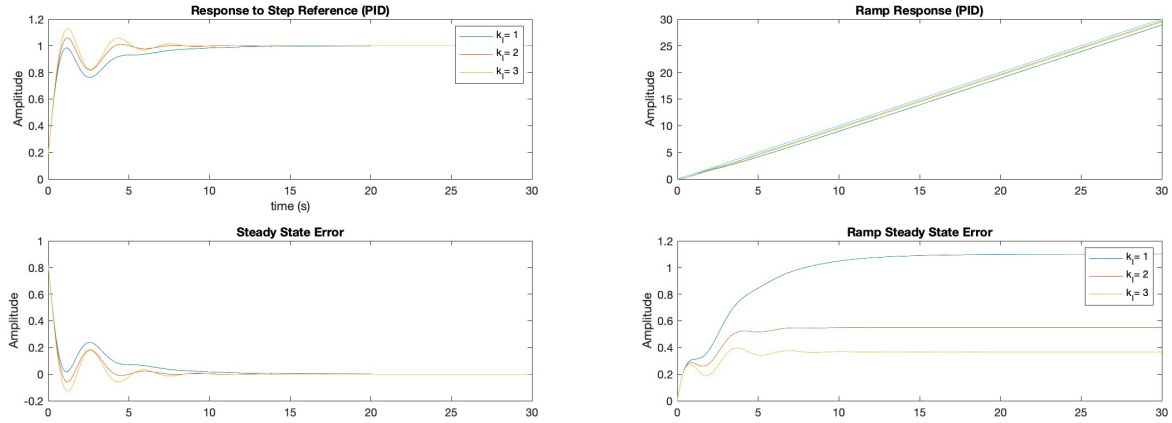 Response to Step Reference (PID)
1.2
1
0.8
0.6
0.4
0.2
0
Amplitude
k_I= 1
k_I= 2
k_I= 3
0 5 10 15 20 25 30
time (s)
Ramp Response (PID)
30
25
20
15
10
5
0
Amplitude
0 5 10 15 20 25 30
Steady State Error
1
0.8
0.6
0.4
0.2
0
-0.2
Amplitude
0 5 10 15 20 25 30
Ramp Steady State Error
1.2
1
0.8
0.6
0.4
0.2
0
Amplitude
k_I= 1
k_I= 2
k_I= 3
0 5 10 15 20 25 30